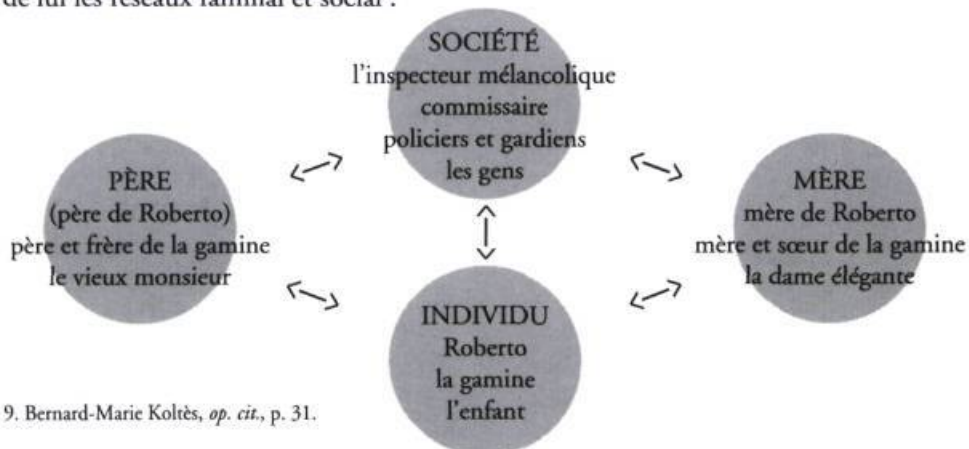 de lui les réseaux familial et social :
SOCIÉTÉ
l'inspecteur mélancolique
commissaire
policiers et gardiens
les gens
PÈRE
(père de Roberto)
père et frère de la gamine
le vieux monsieur
MÈRE
mère de Roberto
mère et sœur de la gamine
la dame élégante
INDIVIDU
Roberto
la gamine
l'enfant
9. Bernard-Marie Koltès, op. cit., p. 31.